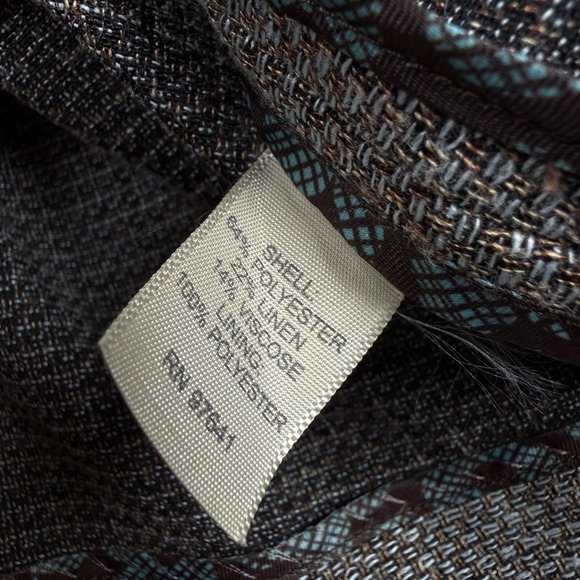 SHELL
64% POLYESTER
22% LINEN
14% VISCOSE
LINING
100% POLYESTER
RN 97641